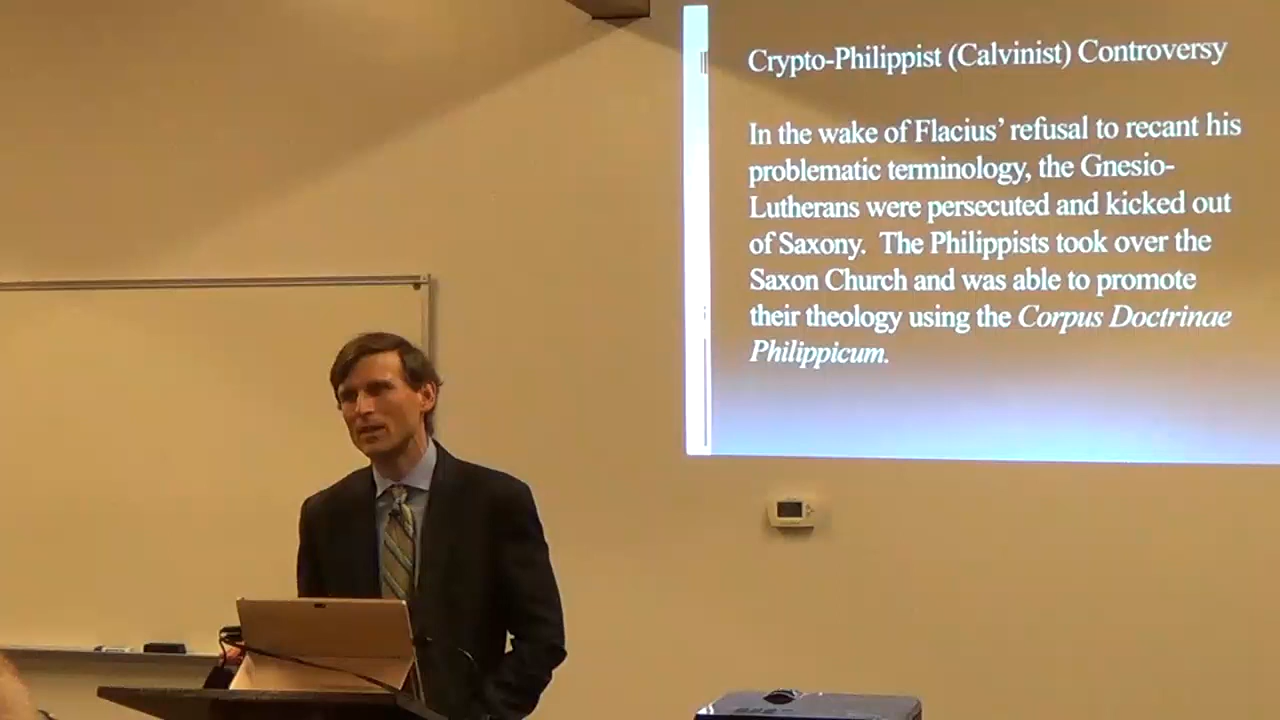 Crypto-Philippist (Calvinist) Controversy
In the wake of Flacius’ refusal to recant his
problematic terminology, the Gnesio-
Lutherans were persecuted and kicked out
of Saxony. The Philippists took over the
Saxon Church and was able to promote
their theology using the Corpus Doctrinae
Philippicum.